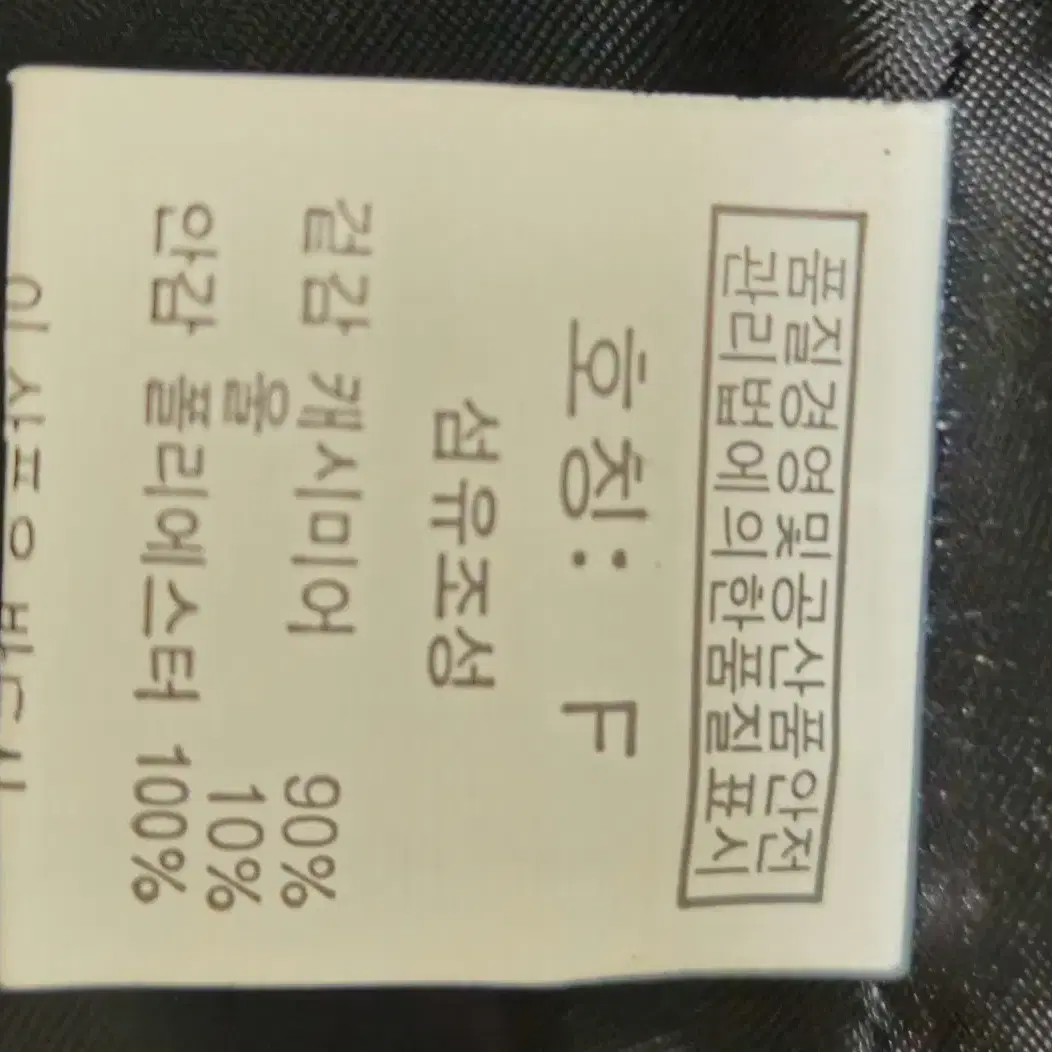 품질경영및공산품안전
관리법에의한품질표시
호칭: F
섬유조성
겉감 캐시미어 90%
울 10%
안감 폴리에스터 100%